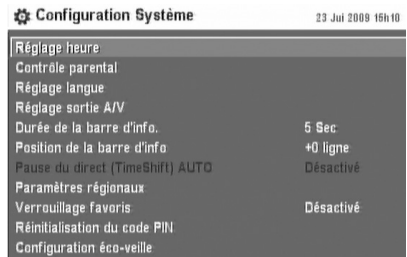 Configuration Système 23 Jui 2009 15h18
Réglage heure
Contrôle parental
Réglage langue
Réglage sortie A/V
Durée de la barre d'info. 5 Sec
Position de la barre d'info +0 ligne
Pause du direct (TimeShift) AUTO Désactivé
Paramètres régionaux
Verrouillage favoris Désactivé
Réinitialisation du code PIN
Configuration éco-veille